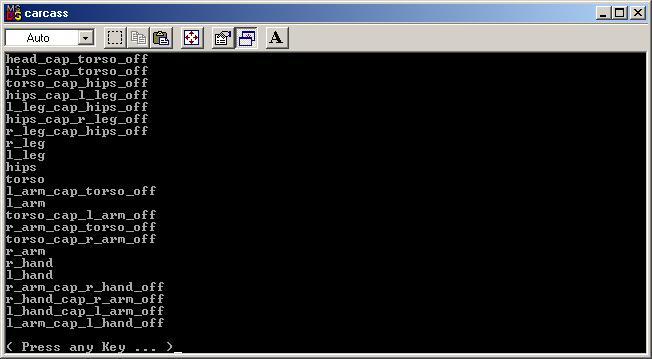 carcass
Auto
A
head_cap_torso_off
hips_cap_torso_off
torso_cap_hips_off
hips_cap_l_leg_off
l_leg_cap_hips_off
hips_cap_r_leg_off
r_leg_cap_hips_off
r_leg
l_leg
hips
torso
l_arm_cap_torso_off
l_arm
torso_cap_l_arm_off
r_arm_cap_torso_off
torso_cap_r_arm_off
r_arm
r_hand
l_hand
r_arm_cap_r_hand_off
r_hand_cap_r_arm_off
l_hand_cap_l_arm_off
l_arm_cap_l_hand_off
( Press any Key ... )_